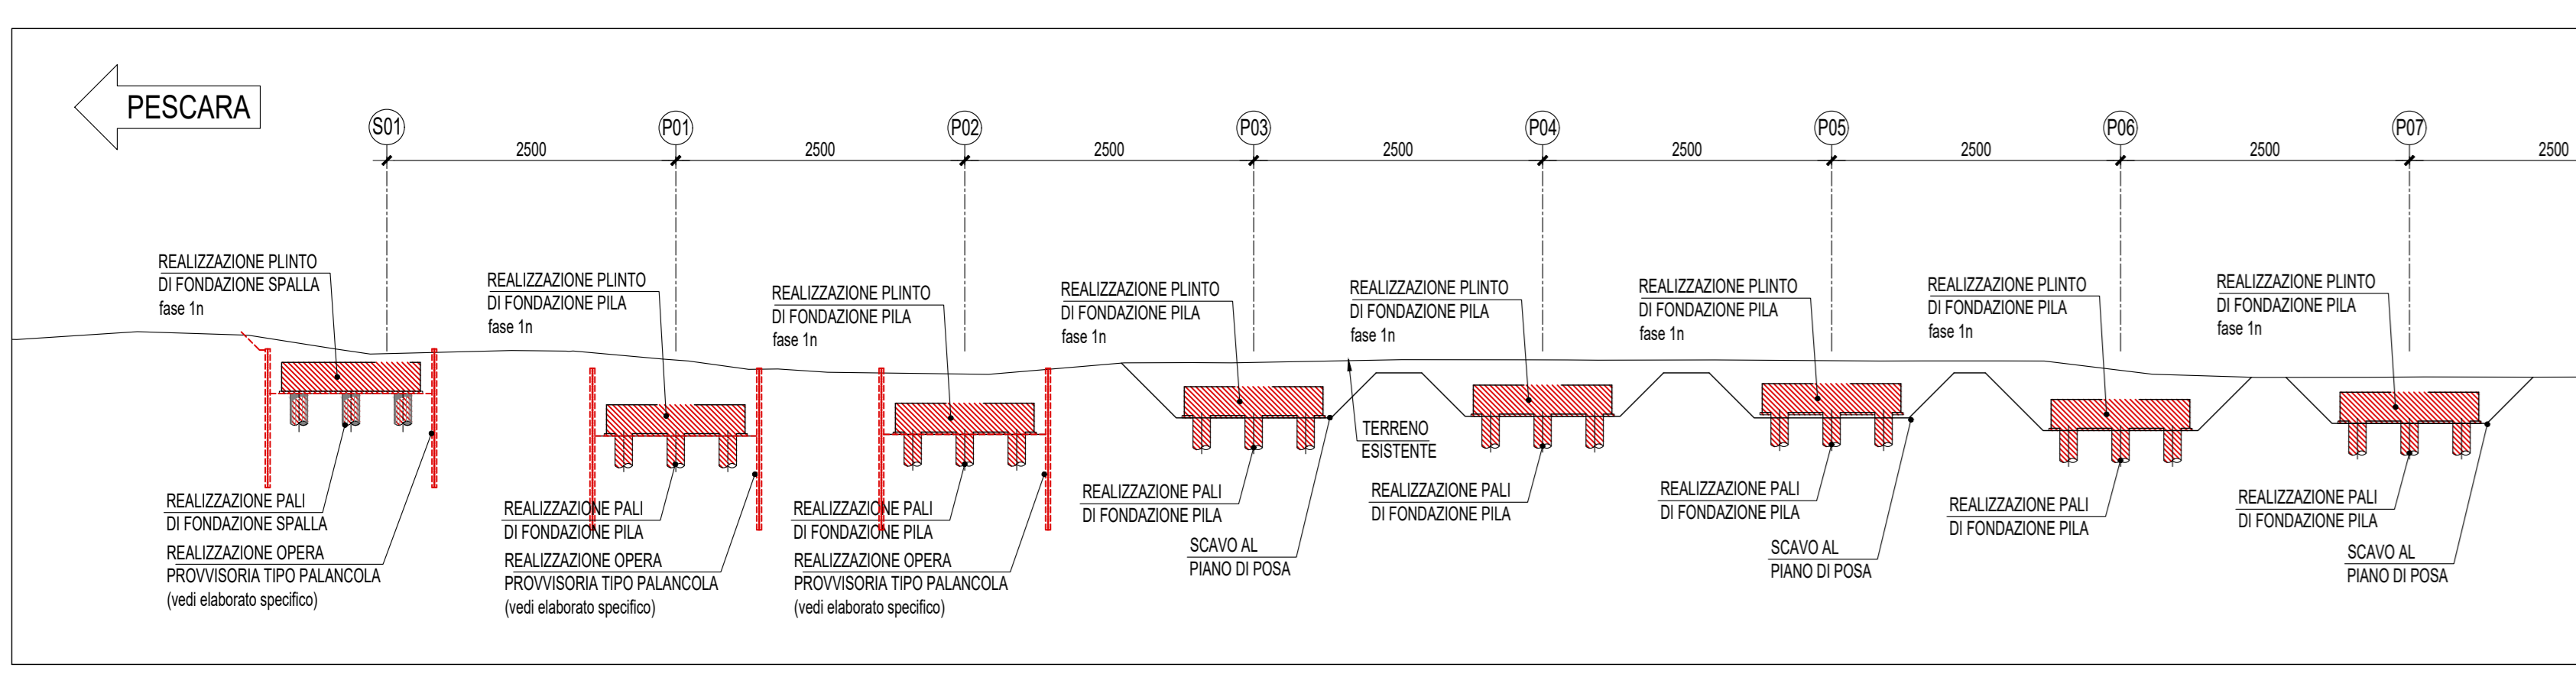 PESCARA
S01
P01
P02
P03
P04
P05
P06
P07
2500
2500
2500
2500
2500
2500
2500
2500
REALIZZAZIONE PLINTO
DI FONDAZIONE SPALLA
fase 1n
REALIZZAZIONE PLINTO
DI FONDAZIONE PILA
fase 1n
REALIZZAZIONE PLINTO
DI FONDAZIONE PILA
fase 1n
REALIZZAZIONE PLINTO
DI FONDAZIONE PILA
fase 1n
REALIZZAZIONE PLINTO
DI FONDAZIONE PILA
fase 1n
REALIZZAZIONE PLINTO
DI FONDAZIONE PILA
fase 1n
REALIZZAZIONE PLINTO
DI FONDAZIONE PILA
fase 1n
REALIZZAZIONE PLINTO
DI FONDAZIONE PILA
fase 1n
TERRENO
ESISTENTE
REALIZZAZIONE PALI
DI FONDAZIONE SPALLA
REALIZZAZIONE OPERA
PROVVISORIA TIPO PALANCOLA
(vedi elaborato specifico)
REALIZZAZIONE PALI
DI FONDAZIONE PILA
REALIZZAZIONE OPERA
PROVVISORIA TIPO PALANCOLA
(vedi elaborato specifico)
REALIZZAZIONE PALI
DI FONDAZIONE PILA
REALIZZAZIONE OPERA
PROVVISORIA TIPO PALANCOLA
(vedi elaborato specifico)
REALIZZAZIONE PALI
DI FONDAZIONE PILA
SCAVO AL
PIANO DI POSA
REALIZZAZIONE PALI
DI FONDAZIONE PILA
REALIZZAZIONE PALI
DI FONDAZIONE PILA
SCAVO AL
PIANO DI POSA
REALIZZAZIONE PALI
DI FONDAZIONE PILA
REALIZZAZIONE PALI
DI FONDAZIONE PILA
SCAVO AL
PIANO DI POSA